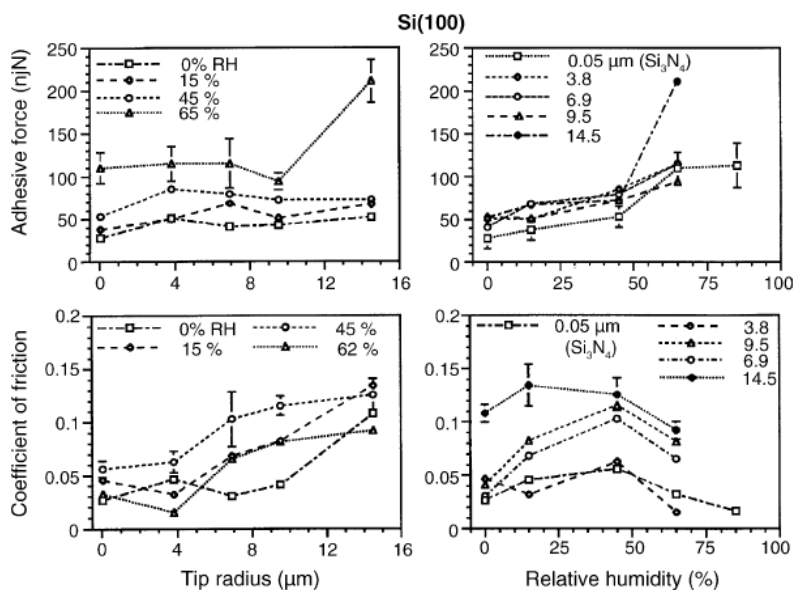 Si(100)
Adhesive force (njN)
250
200
150
100
50
0
0% RH
15 %
45 %
65 %
0 4 8 12 16
250
200
150
100
50
0
0.05 µm (Si₃N₄)
3.8
6.9
9.5
14.5
0 25 50 75 100
Coefficient of friction
0.2
0.15
0.1
0.05
0
0% RH
15 %
45 %
62 %
0 4 8 12 16
Tip radius (µm)
0.2
0.15
0.1
0.05
0
0.05 µm
(Si₃N₄)
3.8
9.5
6.9
14.5
0 25 50 75 100
Relative humidity (%)